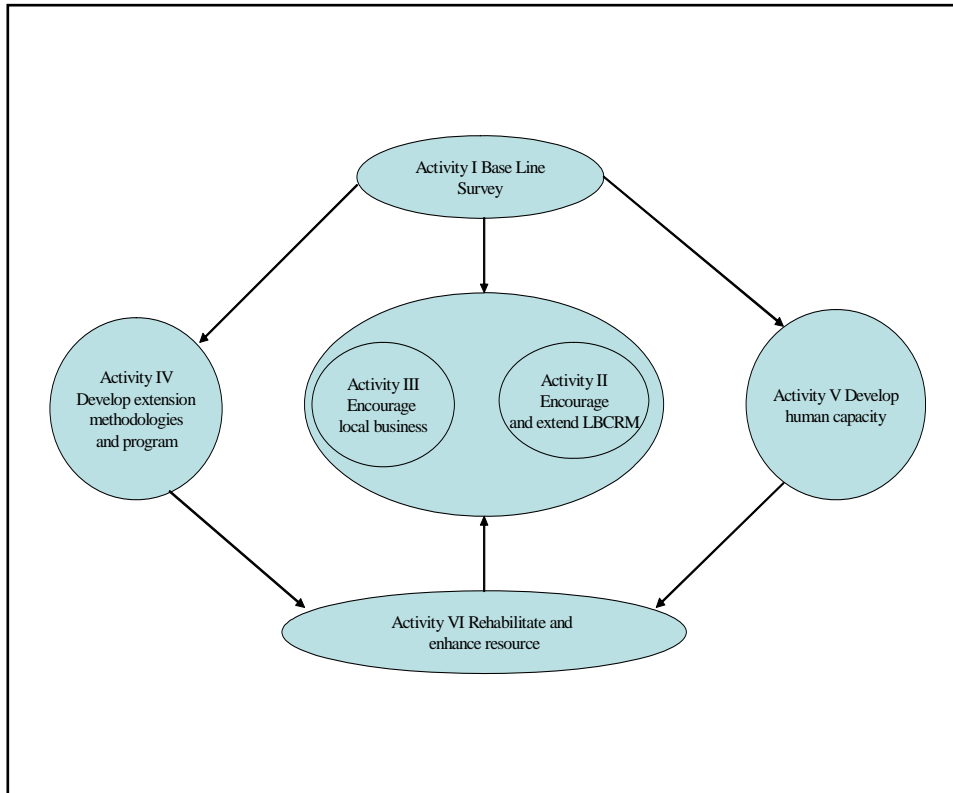 Activity I Base Line
Survey
Activity IV
Develop extension
methodologies
and program
Activity III
Encourage
local business
Activity II
Encourage
and extend LBCRM
Activity V Develop
human capacity
Activity VI Rehabilitate and
enhance resource